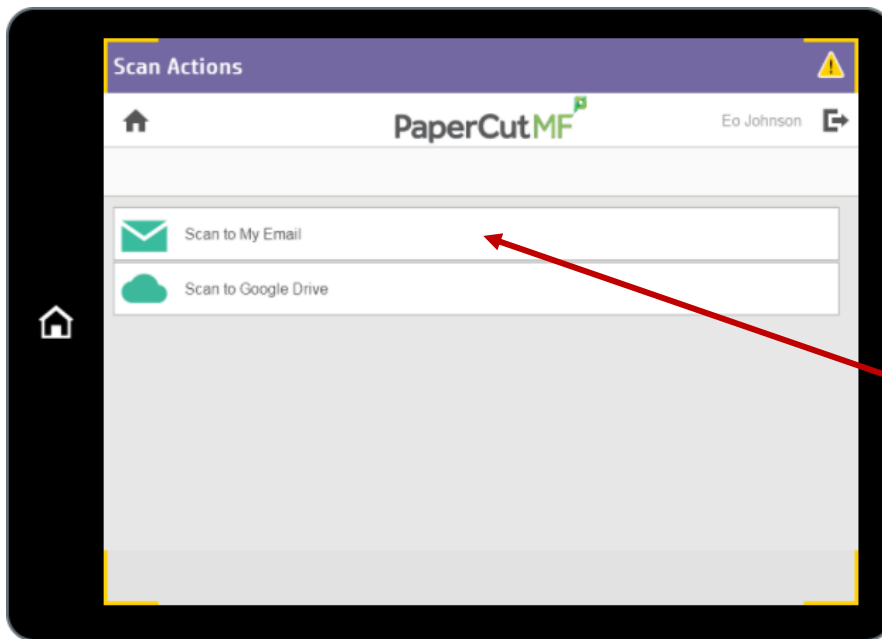 Scan Actions
PaperCutMF
Eo Johnson
Scan to My Email
Scan to Google Drive